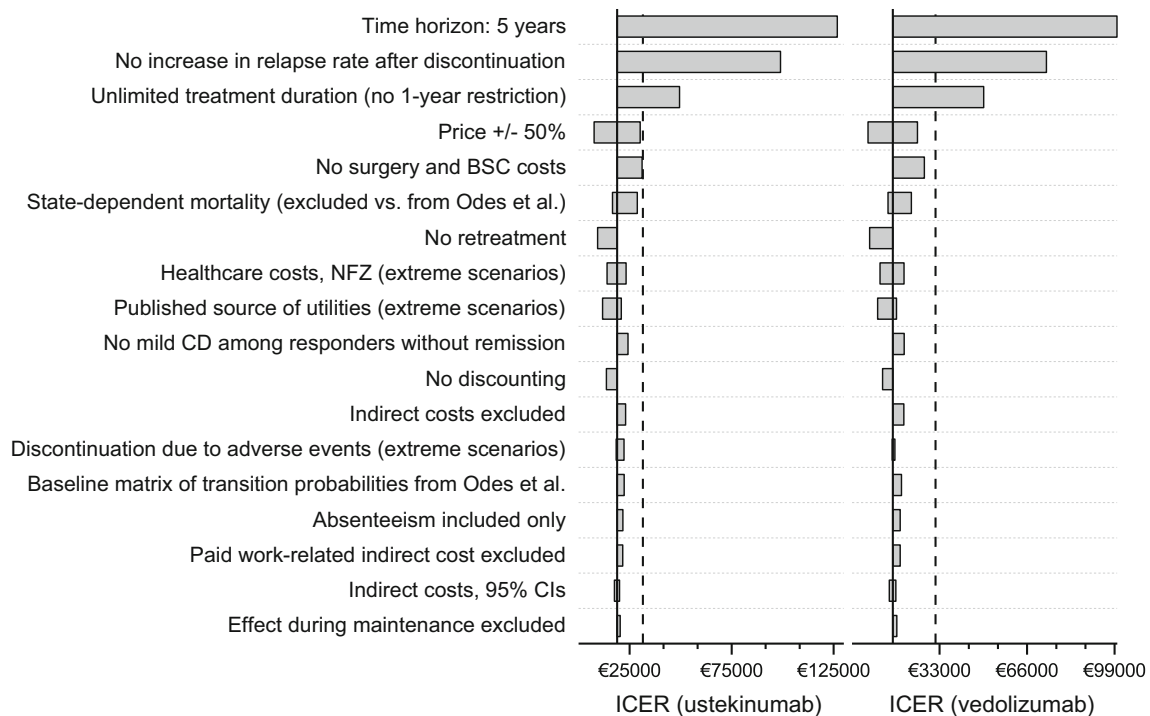 Time horizon: 5 years
No increase in relapse rate after discontinuation
Unlimited treatment duration (no 1-year restriction)
Price +/- 50%
No surgery and BSC costs
State-dependent mortality (excluded vs. from Odes et al.)
No retreatment
Healthcare costs, NFZ (extreme scenarios)
Published source of utilities (extreme scenarios)
No mild CD among responders without remission
No discounting
Indirect costs excluded
Discontinuation due to adverse events (extreme scenarios)
Baseline matrix of transition probabilities from Odes et al.
Absenteeism included only
Paid work-related indirect cost excluded
Indirect costs, 95% CIs
Effect during maintenance excluded
€25000 €75000 €125000 €33000 €66000 €99000
ICER (ustekinumab) ICER (vedolizumab)